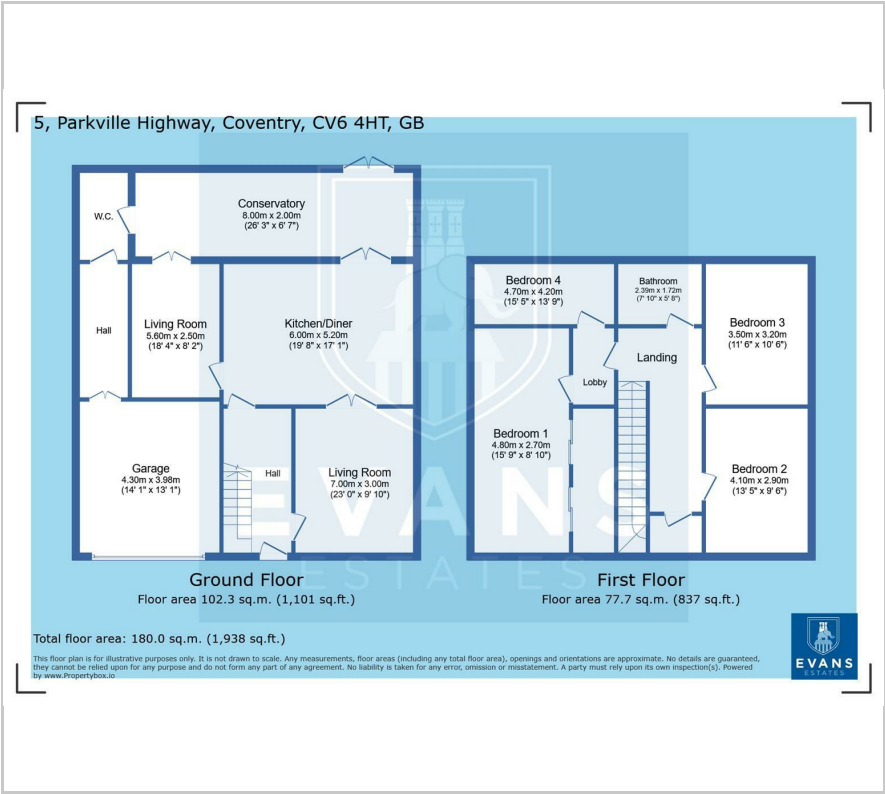 5, Parkville Highway, Coventry, CV6 4HT, GB
W.C.
Conservatory
8.00m x 2.00m
(26' 3" x 6' 7")
Hall
Living Room
5.60m x 2.50m
(18' 4" x 8' 2")
Kitchen/Diner
6.00m x 5.20m
(19' 8" x 17' 1")
Garage
4.30m x 3.98m
(14' 1" x 13' 1")
Hall
Living Room
7.00m x 3.00m
(23' 0" x 9' 10")
Ground Floor
Floor area 102.3 sq.m. (1,101 sq.ft.)
Bedroom 4
4.70m x 4.20m
(15' 5" x 13' 9")
Bathroom
2.39m x 1.72m
(7' 10" x 5' 8")
Bedroom 3
3.50m x 3.20m
(11' 6" x 10' 6")
Landing
Lobby
Bedroom 1
4.80m x 2.70m
(15' 9" x 8' 10")
Bedroom 2
4.10m x 2.90m
(13' 5" x 9' 6")
First Floor
Floor area 77.7 sq.m. (837 sq.ft.)
EVANS
ESTATES
Total floor area: 180.0 sq.m. (1,938 sq.ft.)
This floor plan is for illustrative purposes only. It is not drawn to scale. Any measurements, floor areas (including any total floor area), openings and orientations are approximate. No details are guaranteed,
they cannot be relied upon for any purpose and do not form any part of any agreement. No liability is taken for any error, omission or misstatement. A party must rely upon its own inspection(s). Powered
by www.Propertybox.io
EVANS
ESTATES